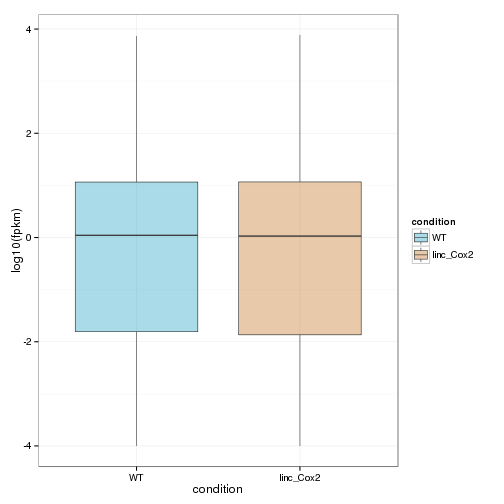 4
2
0
-2
-4
log10(fpkm)
WT
linc_Cox2
condition
condition
WT
linc_Cox2